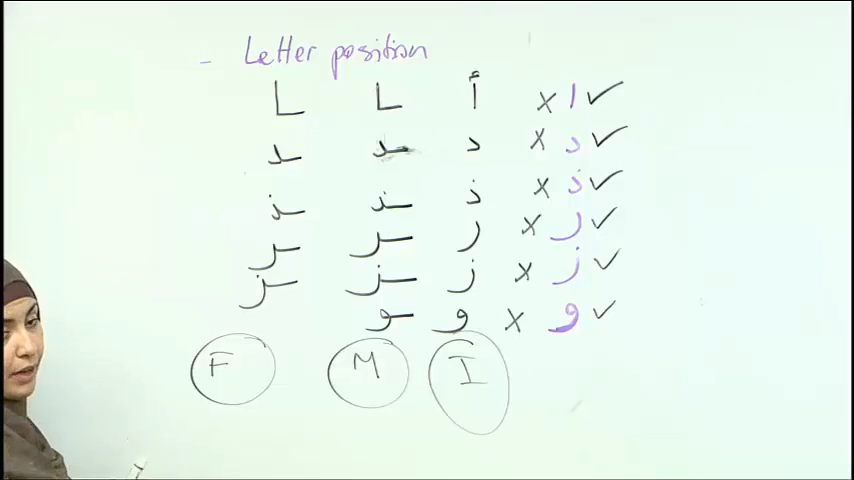 - Letter position
✓ ا x أ ـا ـا
✓ د x د ـد ـد
✓ ذ x ذ ـذ ـذ
✓ ر x ر ـر ـر
✓ ز x ز ـز ـز
✓ و x و ـو
F M I